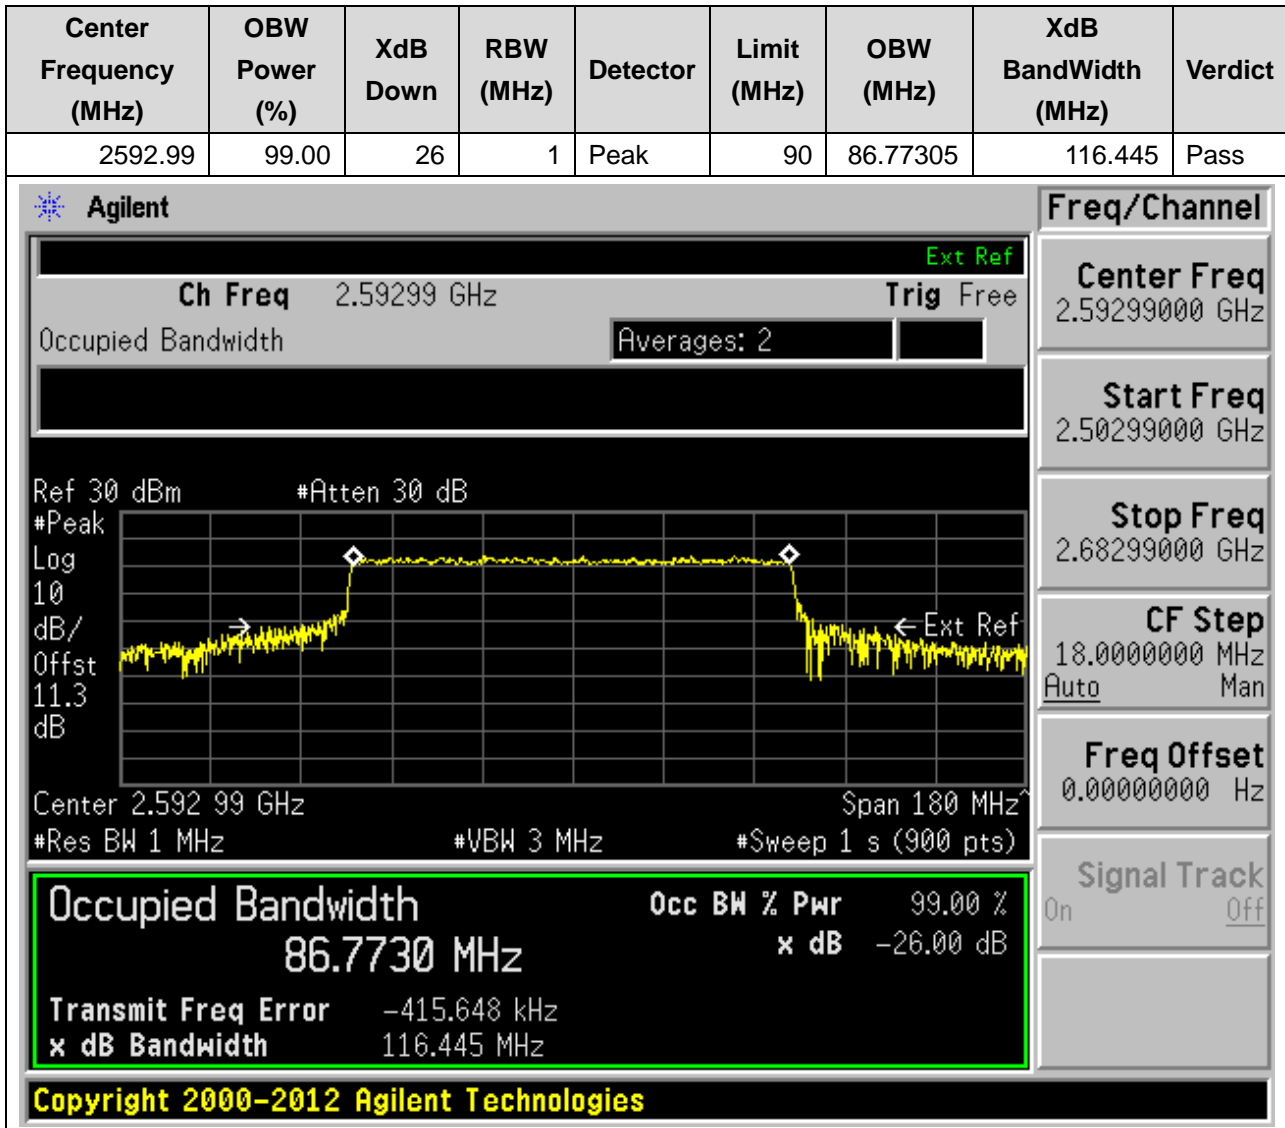 Center Frequency (MHz) OBW Power (%) XdB Down RBW (MHz) Detector Limit (MHz) OBW (MHz) XdB BandWidth (MHz) Verdict
2592.99 99.00 26 1 Peak 90 86.77305 116.445 Pass
Agilent
Freq/Channel
Ext Ref
Ch Freq 2.59299 GHz Trig Free
Occupied Bandwidth Averages: 2
Ref 30 dBm #Atten 30 dB
#Peak
Log
10
dB/
Offst
11.3
dB
→ ←Ext Ref
Center 2.592 99 GHz Span 180 MHz^
#Res BW 1 MHz #VBW 3 MHz #Sweep 1 s (900 pts)
Occupied Bandwidth
86.7730 MHz
Occ BW % Pwr 99.00 %
x dB -26.00 dB
Transmit Freq Error -415.648 kHz
x dB Bandwidth 116.445 MHz
Center Freq
2.59299000 GHz
Start Freq
2.50299000 GHz
Stop Freq
2.68299000 GHz
CF Step
18.0000000 MHz
Auto Man
Freq Offset
0.00000000 Hz
Signal Track
On Off
Copyright 2000-2012 Agilent Technologies